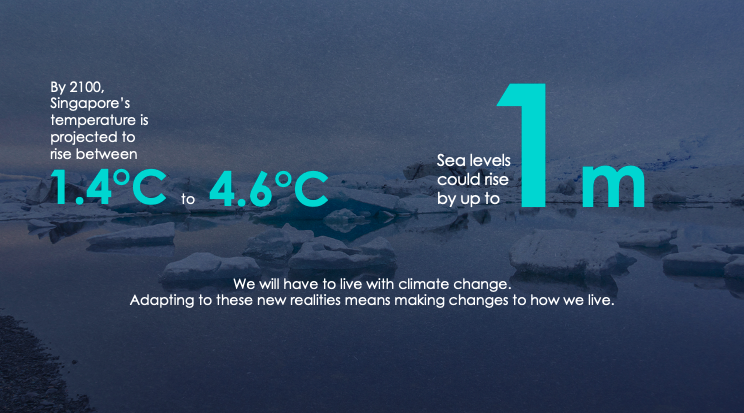 By 2100,
Singapore's
temperature is
projected to
rise between
1.4°C to 4.6°C
Sea levels
could rise
by up to
1m
We will have to live with climate change.
Adapting to these new realities means making changes to how we live.